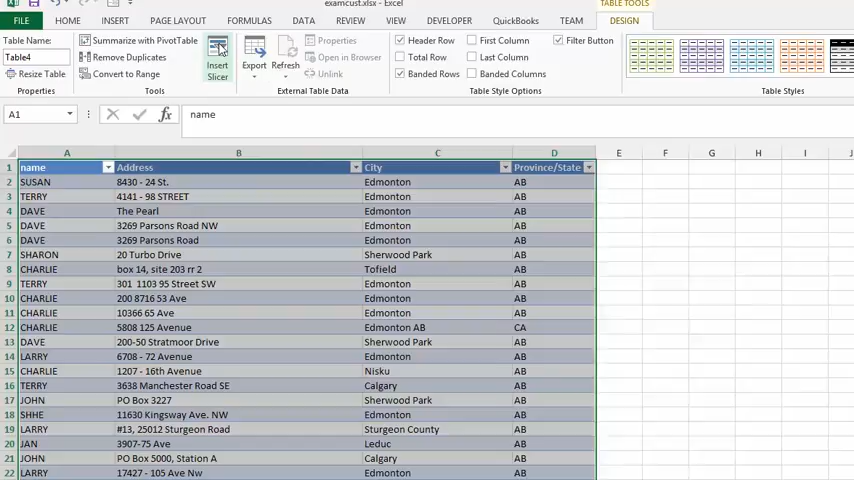 examcust.xlsx - Excel
TABLE TOOLS
FILE HOME INSERT PAGE LAYOUT FORMULAS DATA REVIEW VIEW DEVELOPER QuickBooks TEAM DESIGN
Table Name:
Table4
Resize Table
Properties
Summarize with PivotTable
Remove Duplicates
Convert to Range
Tools
Insert
Slicer
Export
Refresh
Properties
Open in Browser
Unlink
External Table Data
Header Row
Total Row
Banded Rows
First Column
Last Column
Banded Columns
Filter Button
Table Style Options
Table Styles
A1 fx name
A B C D E F G H I J
1 name Address City Province/State
2 SUSAN 8430 - 24 St. Edmonton AB
3 TERRY 4141 - 98 STREET Edmonton AB
4 DAVE The Pearl Edmonton AB
5 DAVE 3269 Parsons Road NW Edmonton AB
6 DAVE 3269 Parsons Road Edmonton AB
7 SHARON 20 Turbo Drive Sherwood Park AB
8 CHARLIE box 14, site 203 rr 2 Tofield AB
9 TERRY 301 1103 95 Street SW Edmonton AB
10 CHARLIE 200 8716 53 Ave Edmonton AB
11 CHARLIE 10366 65 Ave Edmonton AB
12 CHARLIE 5808 125 Avenue Edmonton AB CA
13 DAVE 200-50 Stratmoor Drive Sherwood Park AB
14 LARRY 6708 - 72 Avenue Edmonton AB
15 CHARLIE 1207 - 16th Avenue Nisku AB
16 TERRY 3638 Manchester Road SE Calgary AB
17 JOHN PO Box 3227 Sherwood Park AB
18 SHHE 11630 Kingsway Ave. NW Edmonton AB
19 LARRY #13, 25012 Sturgeon Road Sturgeon County AB
20 JAN 3907-75 Ave Leduc AB
21 JOHN PO Box 5000, Station A Calgary AB
22 LARRY 17427 - 105 Ave Nw Edmonton AB